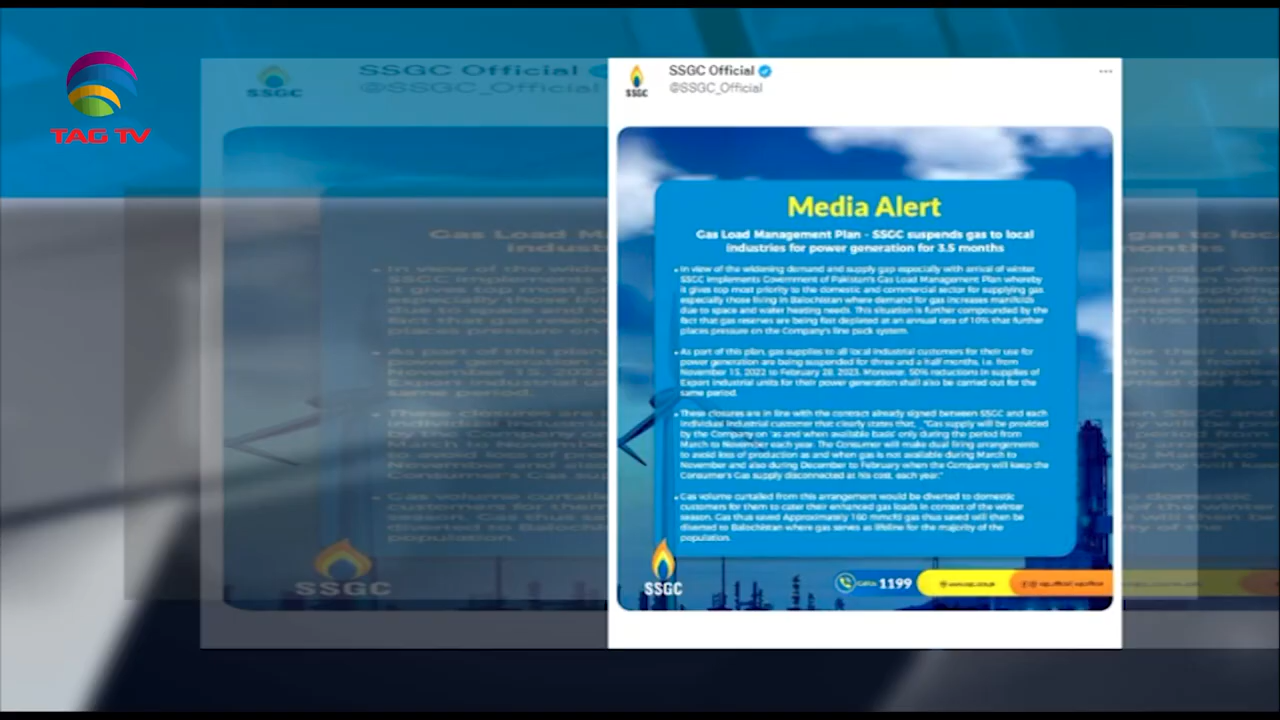 TAG TV
SSGC Official
@SSGC_Official
SSGC
Media Alert
Gas Load Management Plan - SSGC suspends gas to local
industries for power generation for 3.5 months
In view of the widening demand and supply gap especially with arrival of winter
SSGC implements Government of Pakistan's Gas Load Management Plan whereby
it gives top most priority to the domestic and commercial sector for supplying gas
especially those living in Balochistan where demand for gas increases manifolds
due to space and water heating needs. This situation is further compounded by the
fact that gas reserves are being fast depleted at an annual rate of 10% that further
places pressure on the Company's line pack system.
As part of this plan, gas supplies to all local industrial customers for their use for
power generation are being suspended for three and a half months, i.e. from
November 15, 2022 to February 28, 2023. Moreover, 50% reductions in supplies of
Export industrial units for their power generation shall also be carried out for the
same period.
These closures are in line with the contract already signed between SSGC and each
individual industrial customer that clearly states that, "Gas supply will be provided
by the Company on 'as and when available basis' only during the period from
March to November each year. The Consumer will make dual firing arrangements
to avoid loss of production as and when gas is not available during March to
November and also during December to February when the Company will keep the
Consumer's Gas supply disconnected at his cost, each year."
Gas volume curtailed from this arrangement would be diverted to domestic
customers for them to cater their enhanced gas loads in context of the winter
season. Gas thus saved Approximately 160 mmcfd gas thus saved will then be
diverted to Balochistan where gas serves as lifeline for the majority of the
population.
SSGC
1199